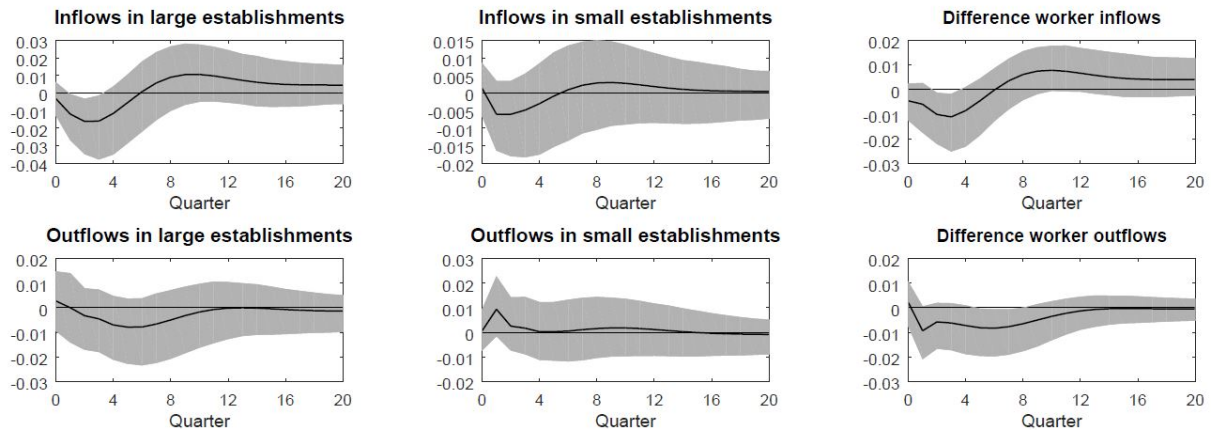 Inflows in large establishments
0.03
0.02
0.01
0
-0.01
-0.02
-0.03
-0.04
0 4 8 12 16 20
Quarter
Inflows in small establishments
0.015
0.01
0.005
0
-0.005
-0.01
-0.015
-0.02
0 4 8 12 16 20
Quarter
Difference worker inflows
0.02
0.01
0
-0.01
-0.02
-0.03
0 4 8 12 16 20
Quarter
Outflows in large establishments
0.02
0.01
0
-0.01
-0.02
-0.03
0 4 8 12 16 20
Quarter
Outflows in small establishments
0.03
0.02
0.01
0
-0.01
-0.02
0 4 8 12 16 20
Quarter
Difference worker outflows
0.02
0.01
0
-0.01
-0.02
-0.03
0 4 8 12 16 20
Quarter